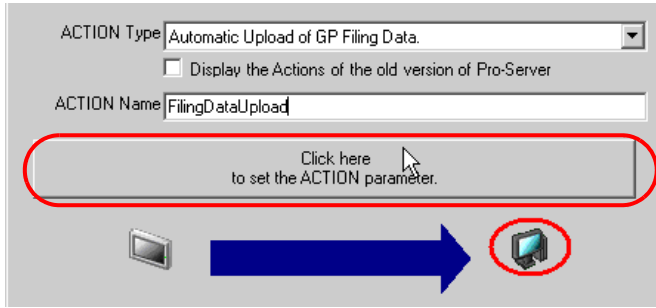 ACTION Type Automatic Upload of GP Filing Data.
Display the Actions of the old version of Pro-Server
ACTION Name FilingDataUpload
Click here
to set the ACTION parameter.